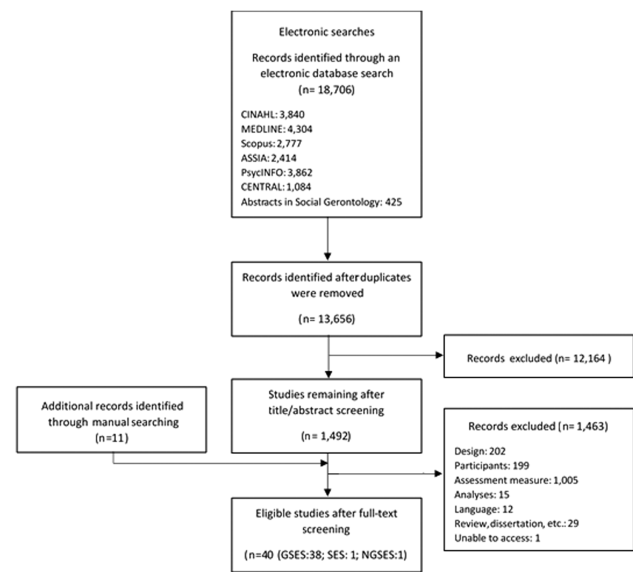 Electronic searches
Records identified through an
electronic database search
(n= 18,706)
CINAHL: 3,840
MEDLINE: 4,304
Scopus: 2,777
ASSIA: 2,414
PsycINFO: 3,862
CENTRAL: 1,084
Abstracts in Social Gerontology: 425
Records identified after duplicates
were removed
(n= 13,656)
Records excluded (n= 12,164 )
Studies remaining after
title/abstract screening
(n= 1,492)
Additional records identified
through manual searching
(n=11)
Records excluded (n= 1,463)
Design: 202
Participants: 199
Assessment measure: 1,005
Analyses: 15
Language: 12
Review, dissertation, etc.: 29
Unable to access: 1
Eligible studies after full-text
screening
(n=40 (GSES:38; SES: 1; NGSES:1)